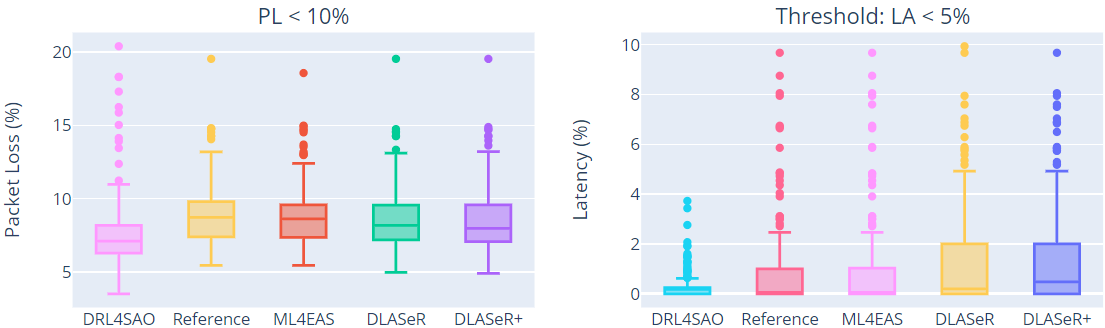 PL < 10%
Packet Loss (%)
20
15
10
5
DRL4SAO Reference ML4EAS DLASeR DLASeR+
Threshold: LA < 5%
Latency (%)
10
8
6
4
2
0
DRL4SAO Reference ML4EAS DLASeR DLASeR+